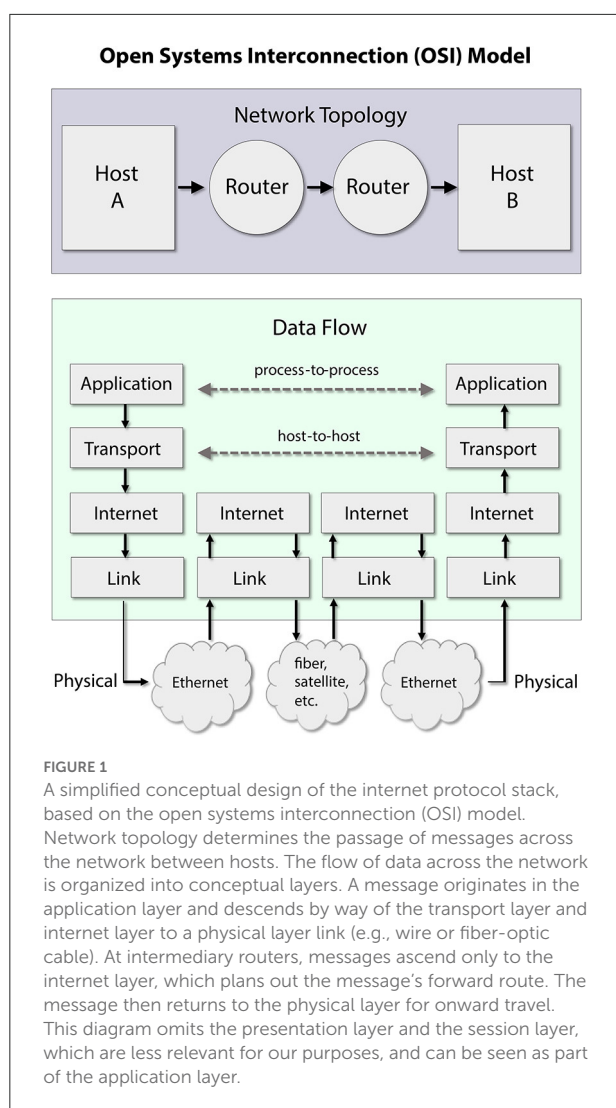 Open Systems Interconnection (OSI) Model
Network Topology
Host
A
Router
Router
Host
B
Data Flow
Application
process-to-process
Application
Transport
host-to-host
Transport
Internet
Internet
Internet
Internet
Link
Link
Link
Link
Physical
Ethernet
fiber,
satellite,
etc.
Ethernet
Physical
FIGURE 1
A simplified conceptual design of the internet protocol stack,
based on the open systems interconnection (OSI) model.
Network topology determines the passage of messages across
the network between hosts. The flow of data across the network
is organized into conceptual layers. A message originates in the
application layer and descends by way of the transport layer and
internet layer to a physical layer link (e.g., wire or fiber-optic
cable). At intermediary routers, messages ascend only to the
internet layer, which plans out the message's forward route. The
message then returns to the physical layer for onward travel.
This diagram omits the presentation layer and the session layer,
which are less relevant for our purposes, and can be seen as part
of the application layer.